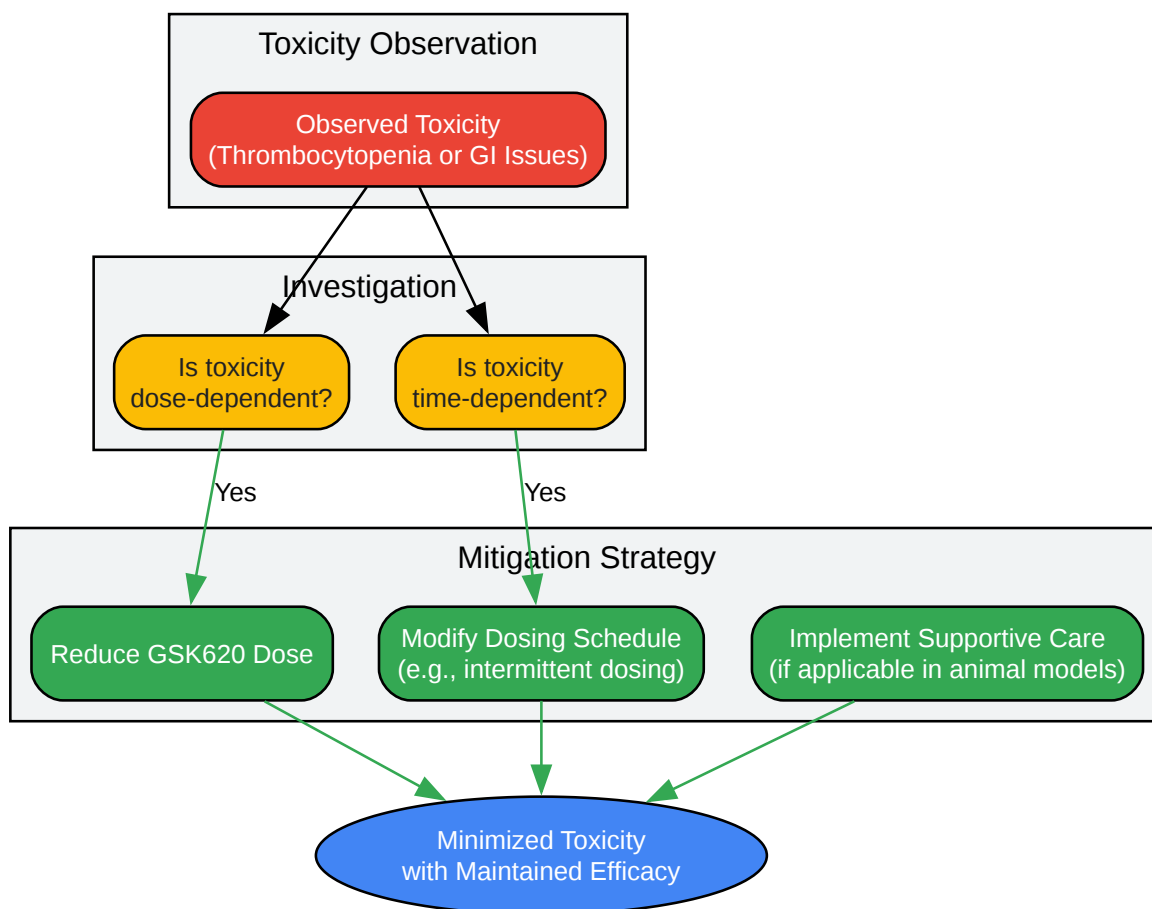 Toxicity Observation
Observed Toxicity
(Thrombocytopenia or GI Issues)
Investigation
Is toxicity
dose-dependent?
Is toxicity
time-dependent?
Yes
Yes
Mitigation Strategy
Reduce GSK620 Dose
Modify Dosing Schedule
(e.g., intermittent dosing)
Implement Supportive Care
(if applicable in animal models)
Minimized Toxicity
with Maintained Efficacy